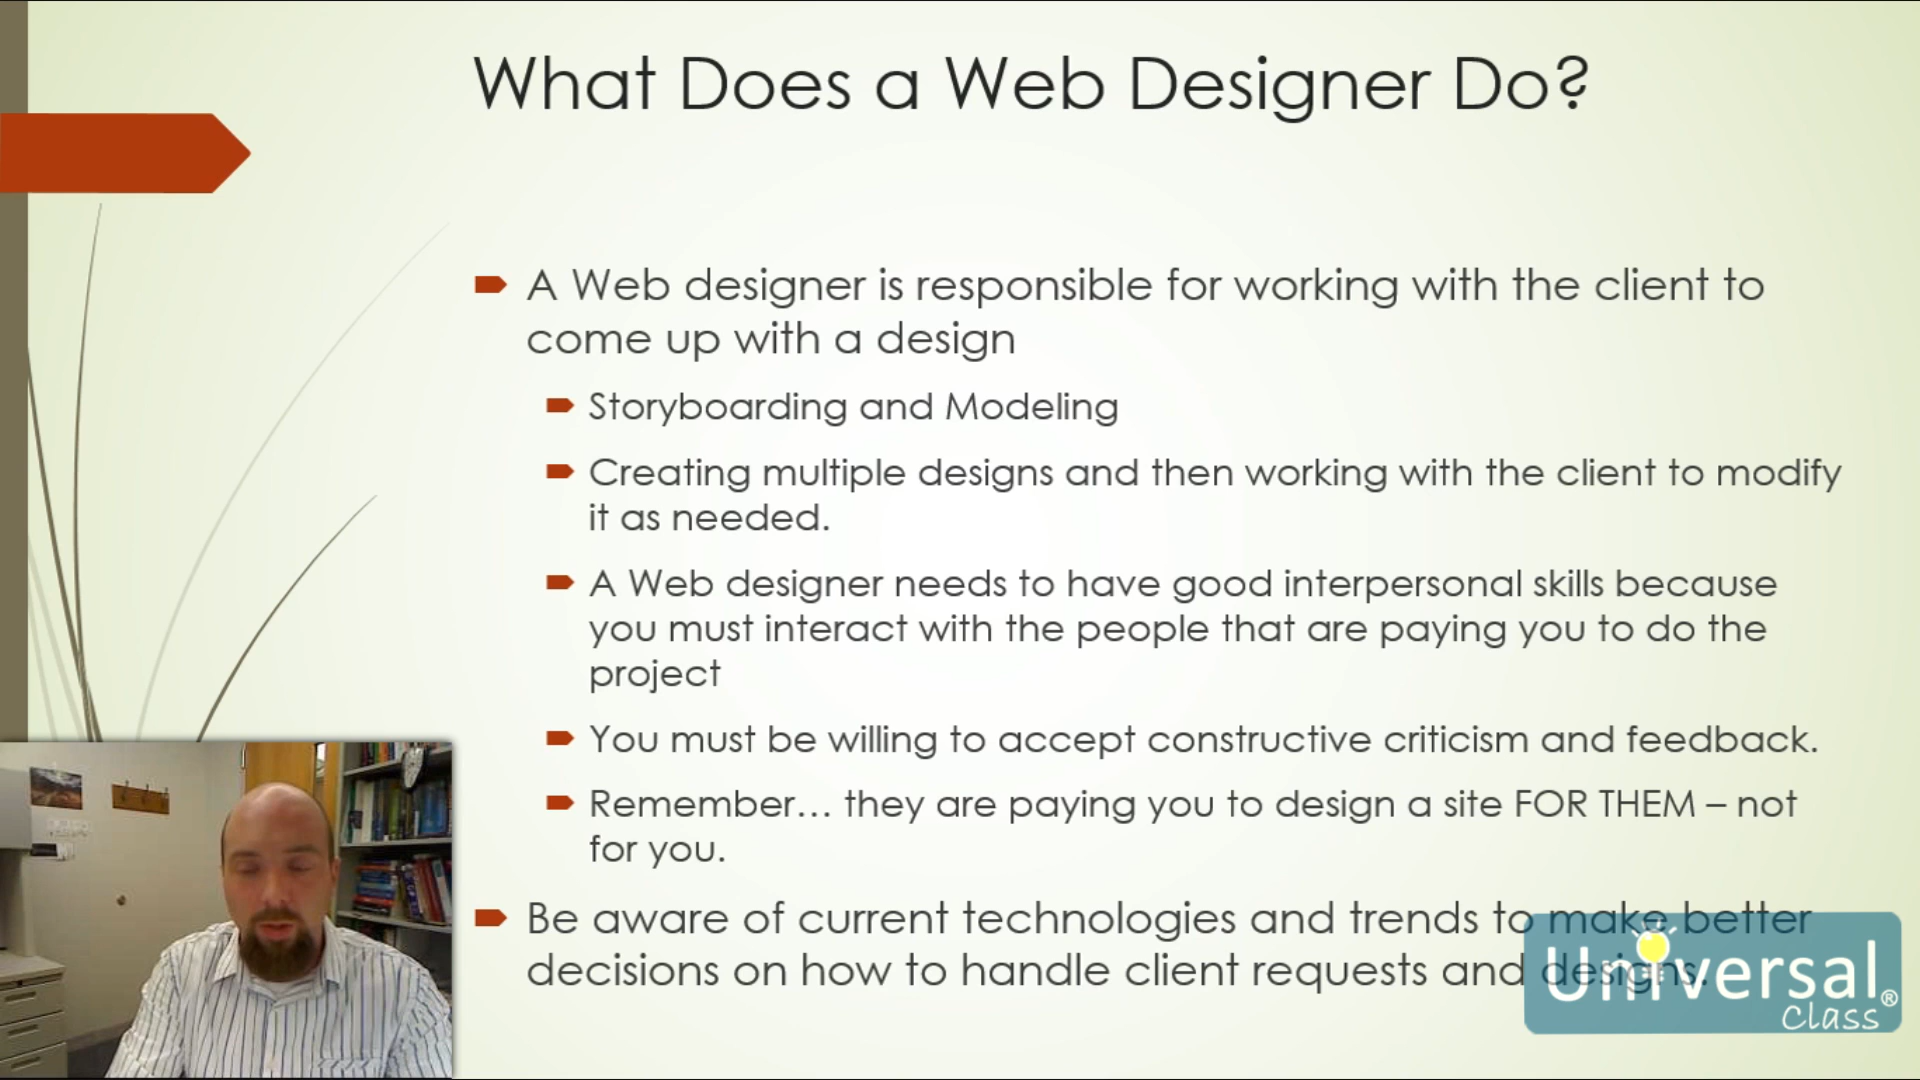 What Does a Web Designer Do?
A Web designer is responsible for working with the client to
come up with a design
Storyboarding and Modeling
Creating multiple designs and then working with the client to modify
it as needed.
A Web designer needs to have good interpersonal skills because
you must interact with the people that are paying you to do the
project
You must be willing to accept constructive criticism and feedback.
Remember… they are paying you to design a site FOR THEM – not
for you.
Be aware of current technologies and trends to make better
decisions on how to handle client requests and designs.
Universal®
Class